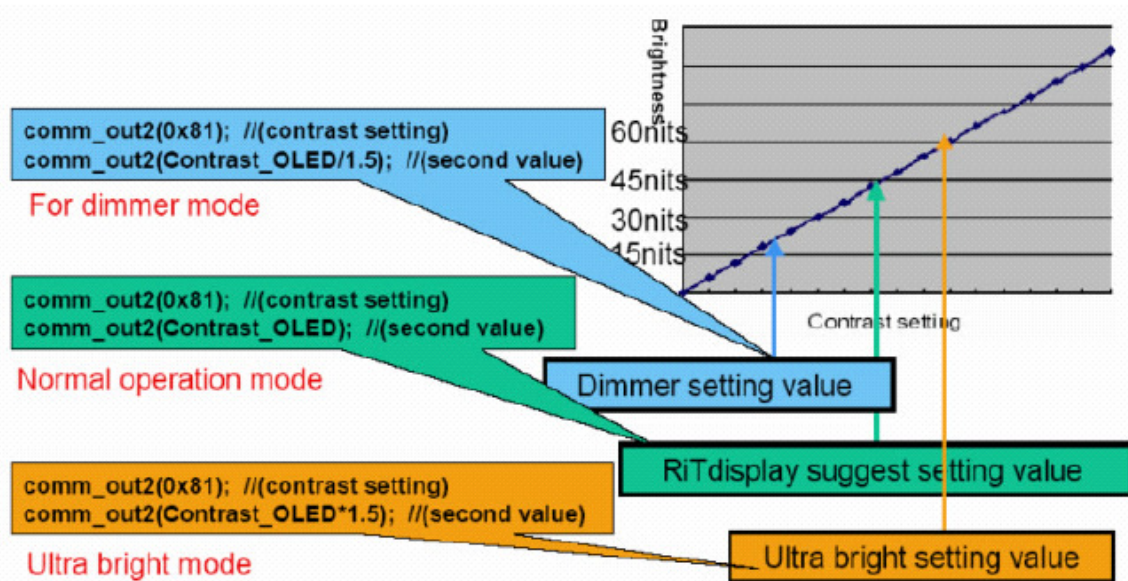 Brightness
comm_out2(0x81); //(contrast setting)
comm_out2(Contrast_OLED/1.5); //(second value)
For dimmer mode
60nits
45nits
30nits
15nits
Contrast setting
comm_out2(0x81); //(contrast setting)
comm_out2(Contrast_OLED); //(second value)
Normal operation mode
Dimmer setting value
RiTdisplay suggest setting value
comm_out2(0x81); //(contrast setting)
comm_out2(Contrast_OLED*1.5); //(second value)
Ultra bright mode
Ultra bright setting value